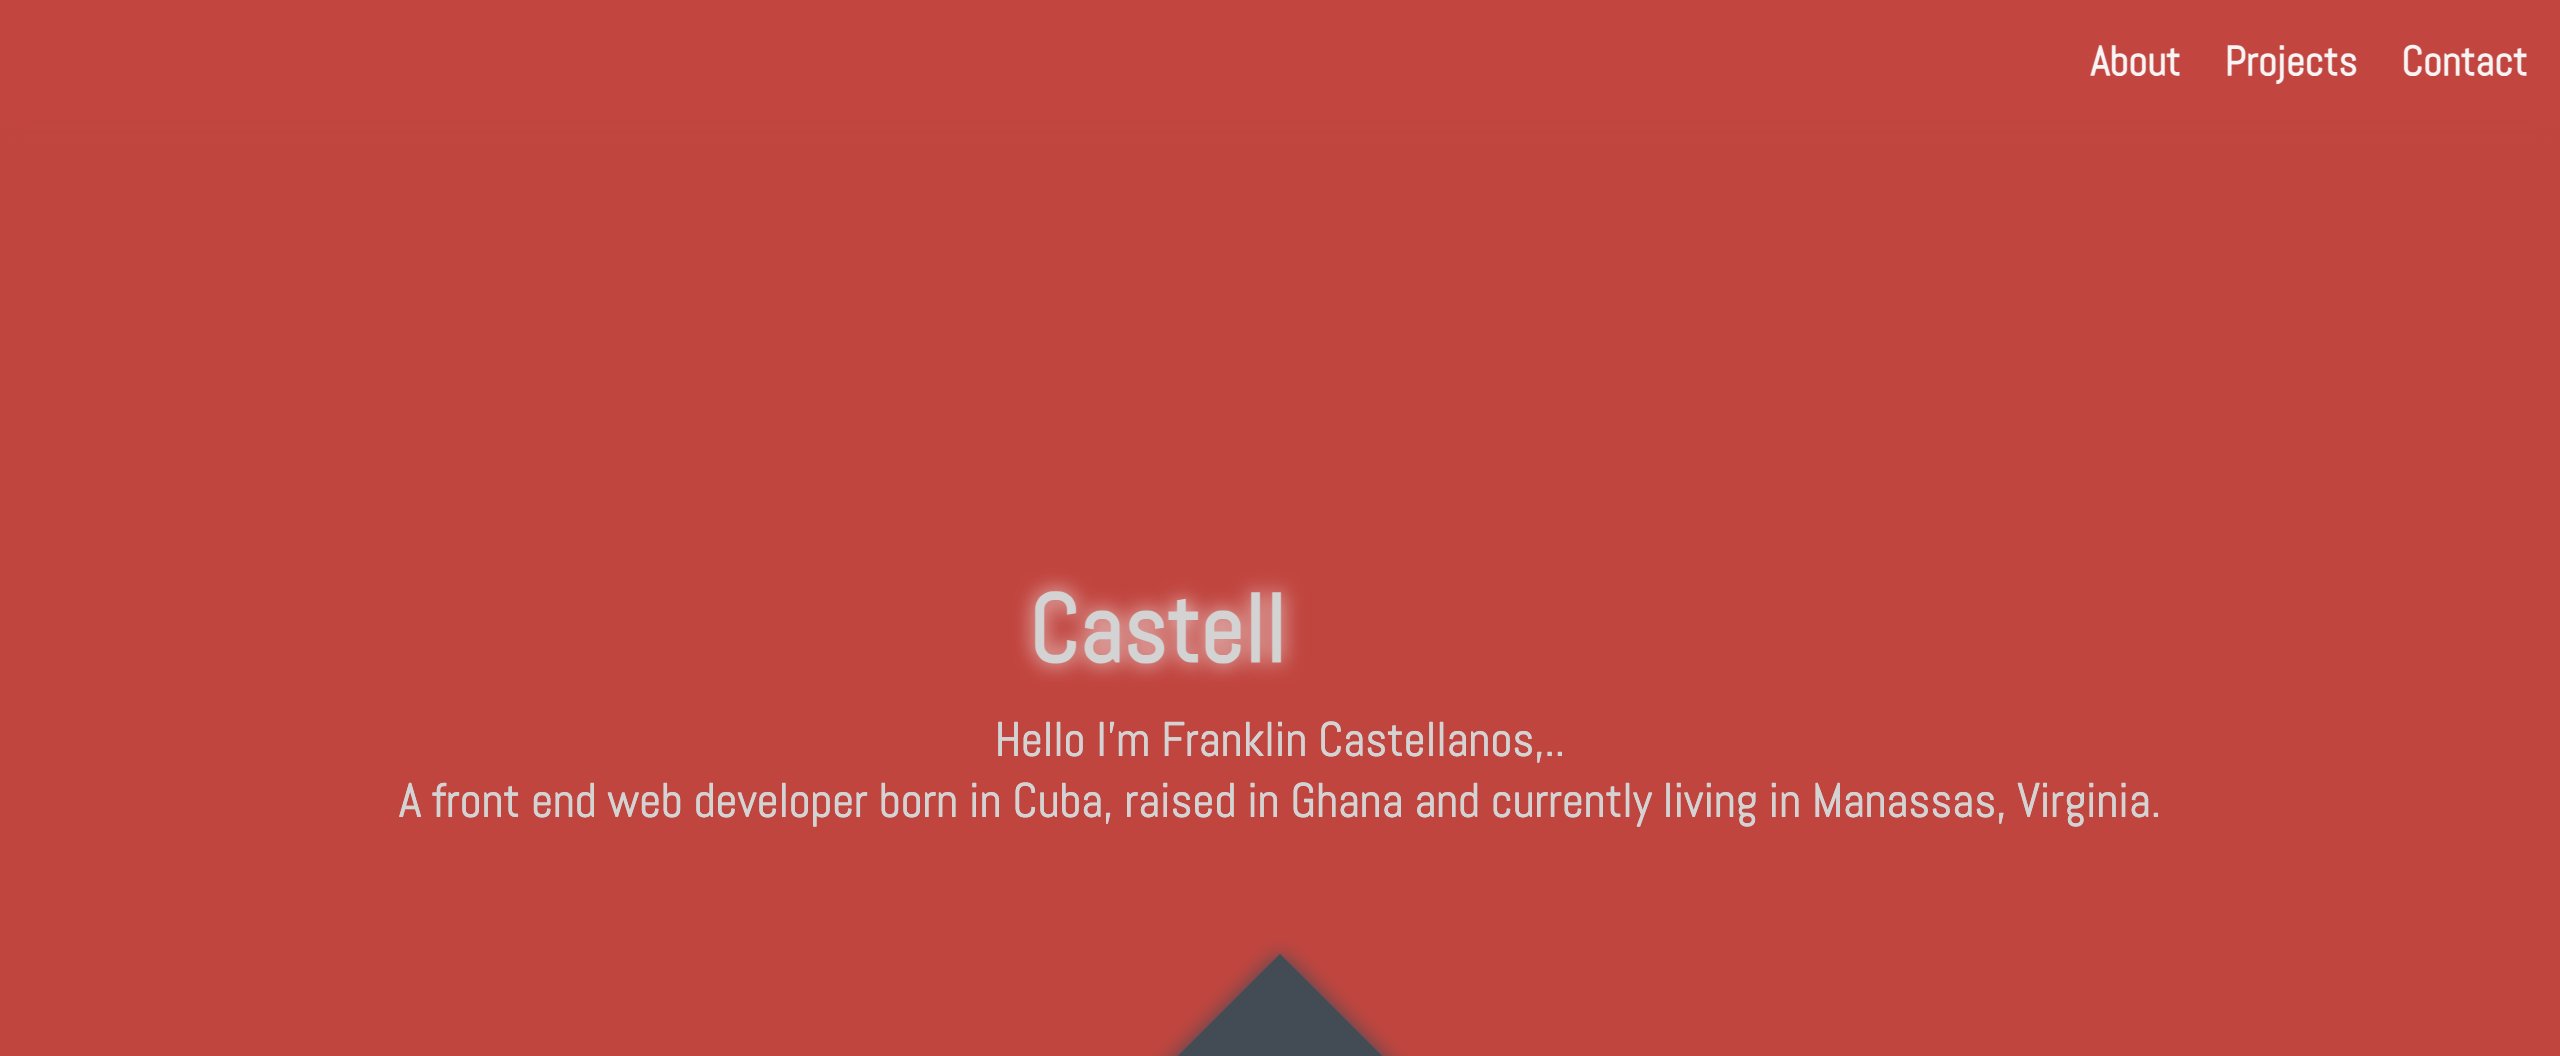 About Projects Contact
Castell
Hello I'm Franklin Castellanos,..
A front end web developer born in Cuba, raised in Ghana and currently living in Manassas, Virginia.